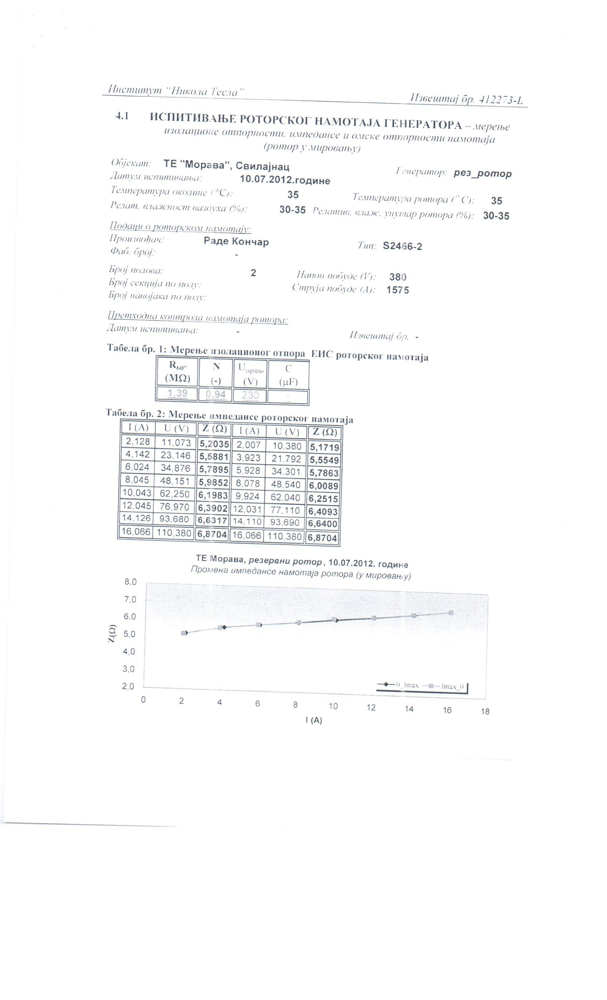 Институт "Никола Тесла"
Извештај бр. 412273-L
4.1 ИСПИТИВАЊЕ РОТОРСКОГ НАМОТАЈА ГЕНЕРАТОРА – мерење
изолационе отпорности, импедансе и омске отпорности намотаја
(ротор у мировању)
Објекат: ТЕ "Морава", Свилајнац Генератор: рез_ротор
Датум испитивања: 10.07.2012.године
Температура околине (°C): 35 Температура ротора (° C): 35
Релат. влажност ваздуха (%): 30-35 Релатив. влаж. унутар ротора (%): 30-35
Подаци о роторском намотају:
Произвођач: Раде Кончар Тип: S2466-2
Фаб. број: -
Број полова: 2 Напон побуде (V): 380
Број секција по полу: Струја побуде (A): 1575
Број навојака по полу:
Претходна контрола намотаја ротора:
Датум испитивања: - Извештај бр. -
Табела бр. 1: Мерење изолационог отпора ЕИС роторског намотаја
R60" N Uispitno C
(MΩ) (-) (V) (µF)
1,39 0,94 230 -
Табела бр. 2: Мерење импедансе роторског намотаја
I (A) U (V) Z (Ω) I (A) U (V) Z (Ω)
2,128 11,073 5,2035 2,007 10,380 5,1719
4,142 23,146 5,5881 3,923 21,792 5,5549
6,024 34,876 5,7895 5,928 34,301 5,7863
8,045 48,151 5,9852 8,078 48,540 6,0089
10,043 62,250 6,1983 9,924 62,040 6,2515
12,045 76,970 6,3902 12,031 77,110 6,4093
14,126 93,680 6,6317 14,110 93,690 6,6400
16,066 110,380 6,8704 16,066 110,380 6,8704
ТЕ Морава, резервни ротор, 10.07.2012. године
Промена импедансе намотаја ротора (у мировању)
8,0
7,0
6,0
5,0
4,0
3,0
2,0
Z(Ω)
0_Imax Imax_0
0 2 4 6 8 10 12 14 16 18
I (A)